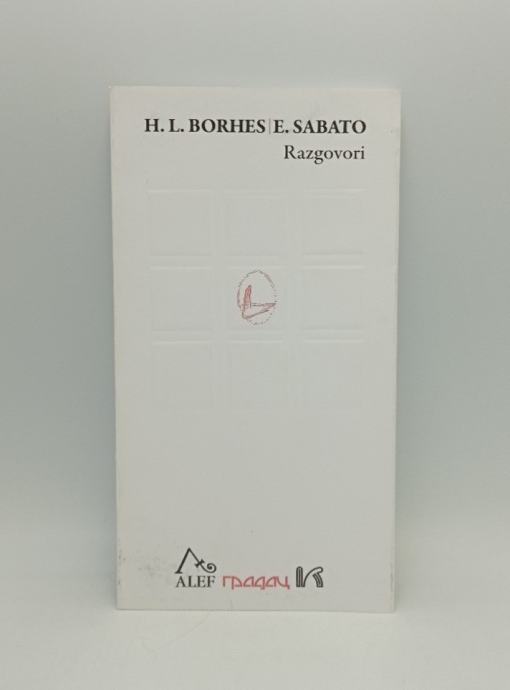 H. L. BORHES|E. SABATO
Razgovori
ALEF градац K